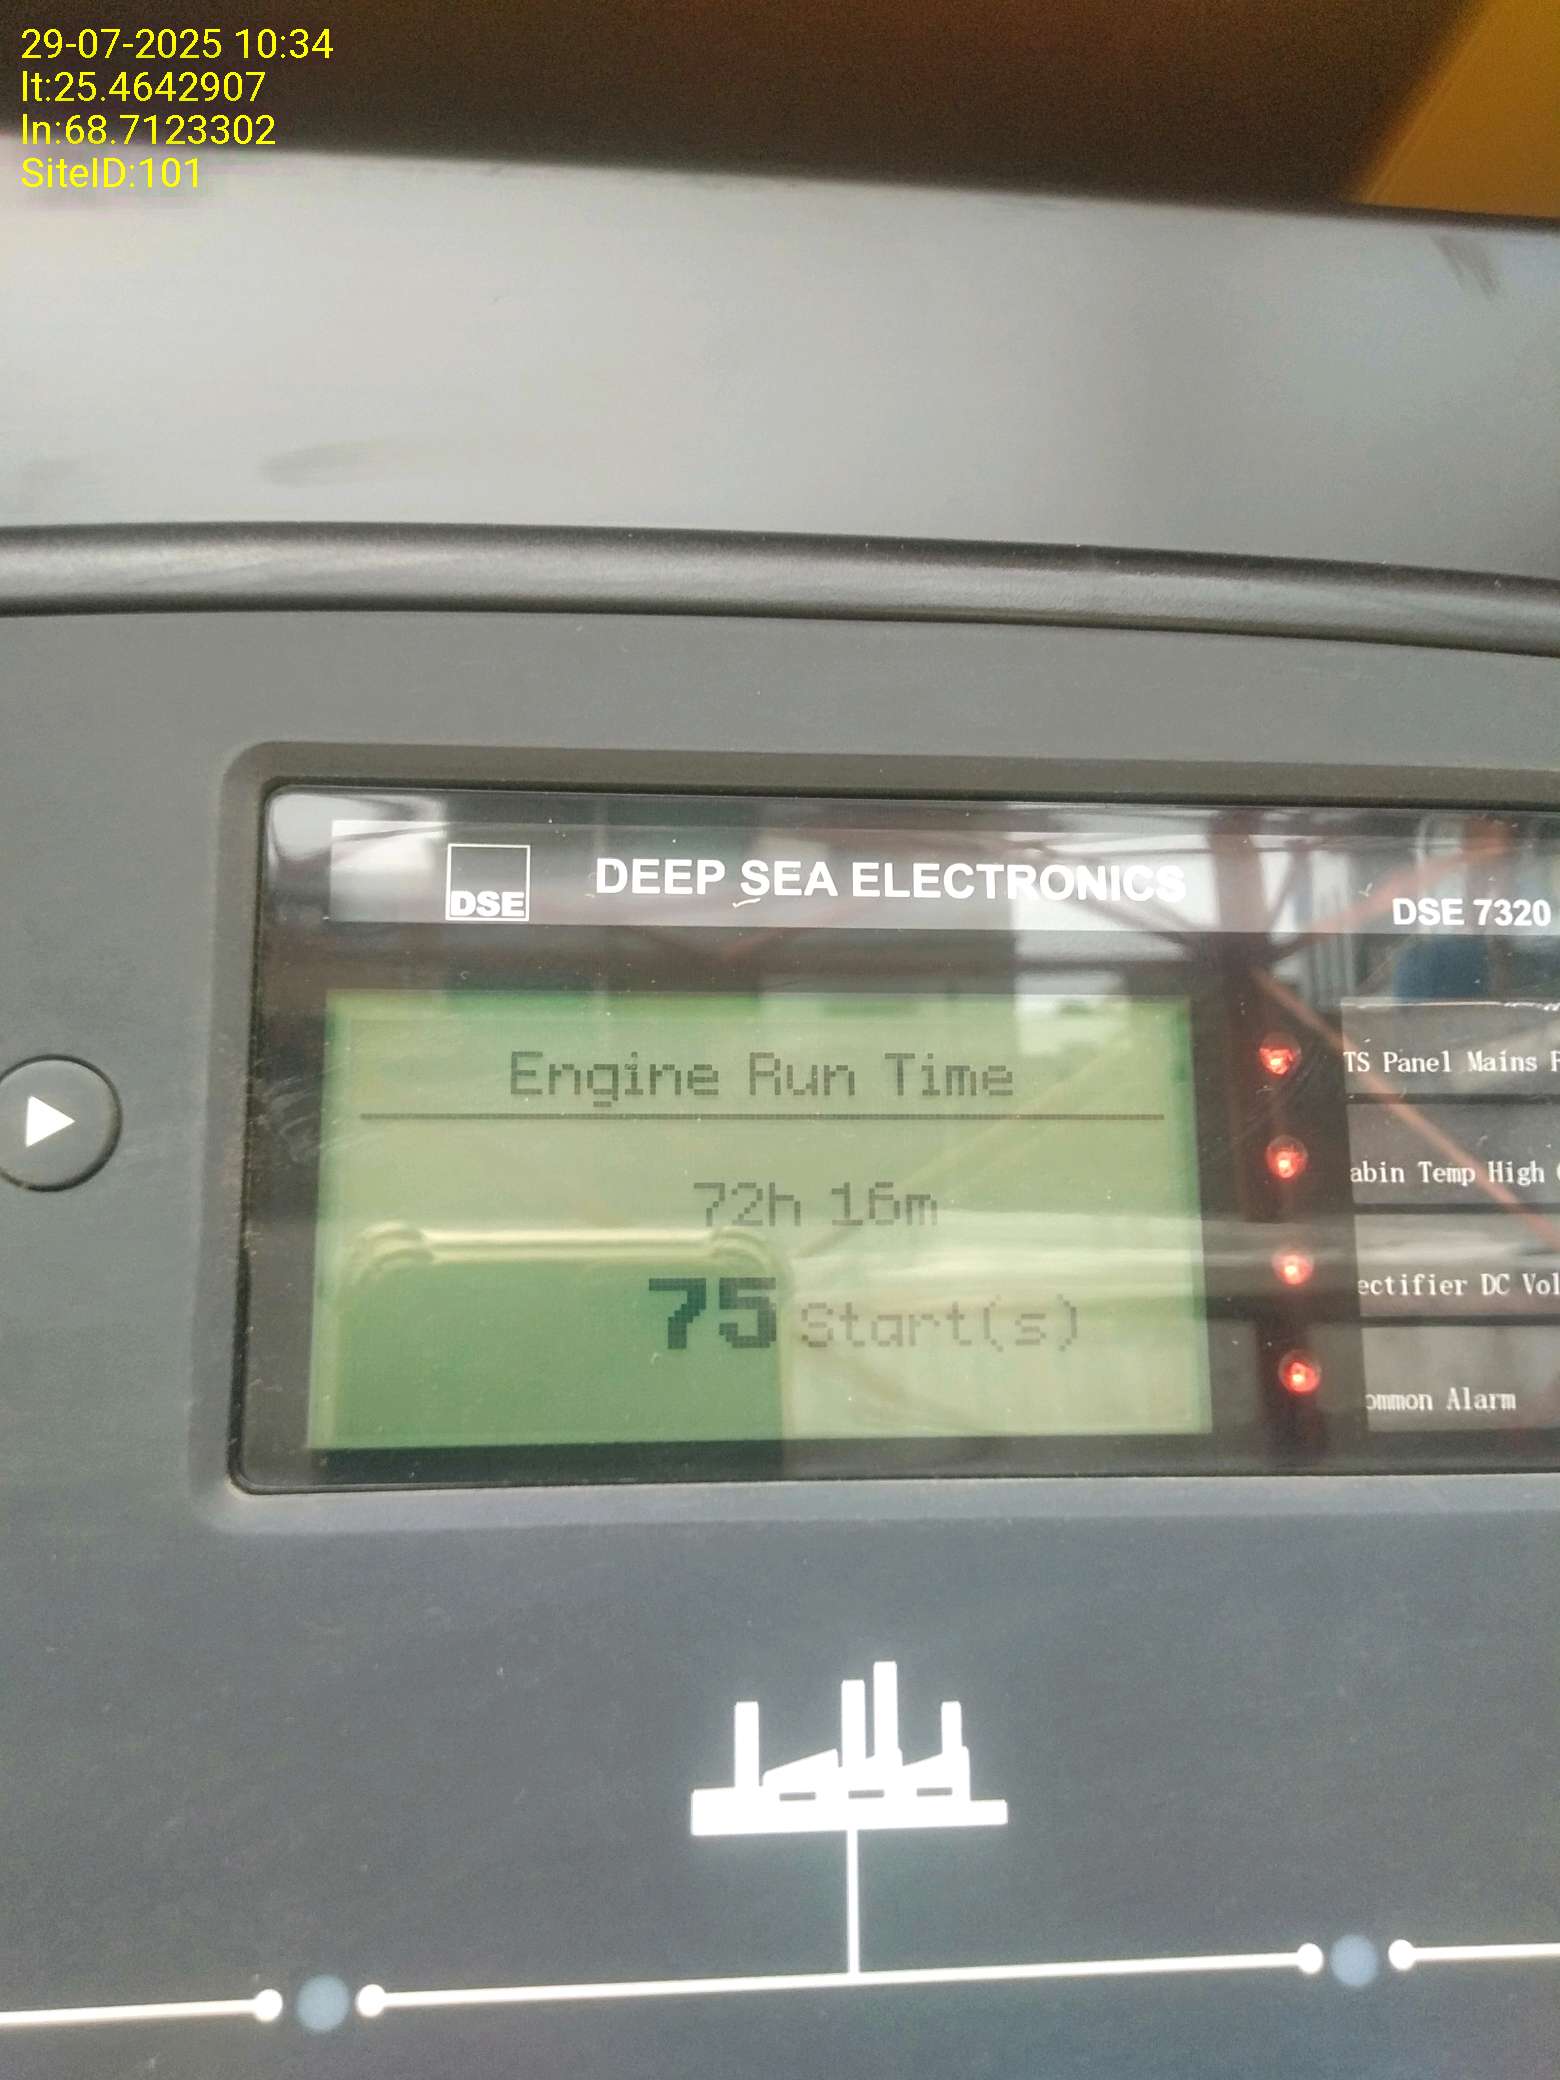 29-07-2025 10:34
lt:25.4642907
ln:68.7123302
SiteID:101
DSE
DEEP SEA ELECTRONICS
DSE 7320
Engine Run Time
72h 16m
75 Start(s)
TS Panel Mains
abin Temp High
ectifier DC Vol
ommon Alarm